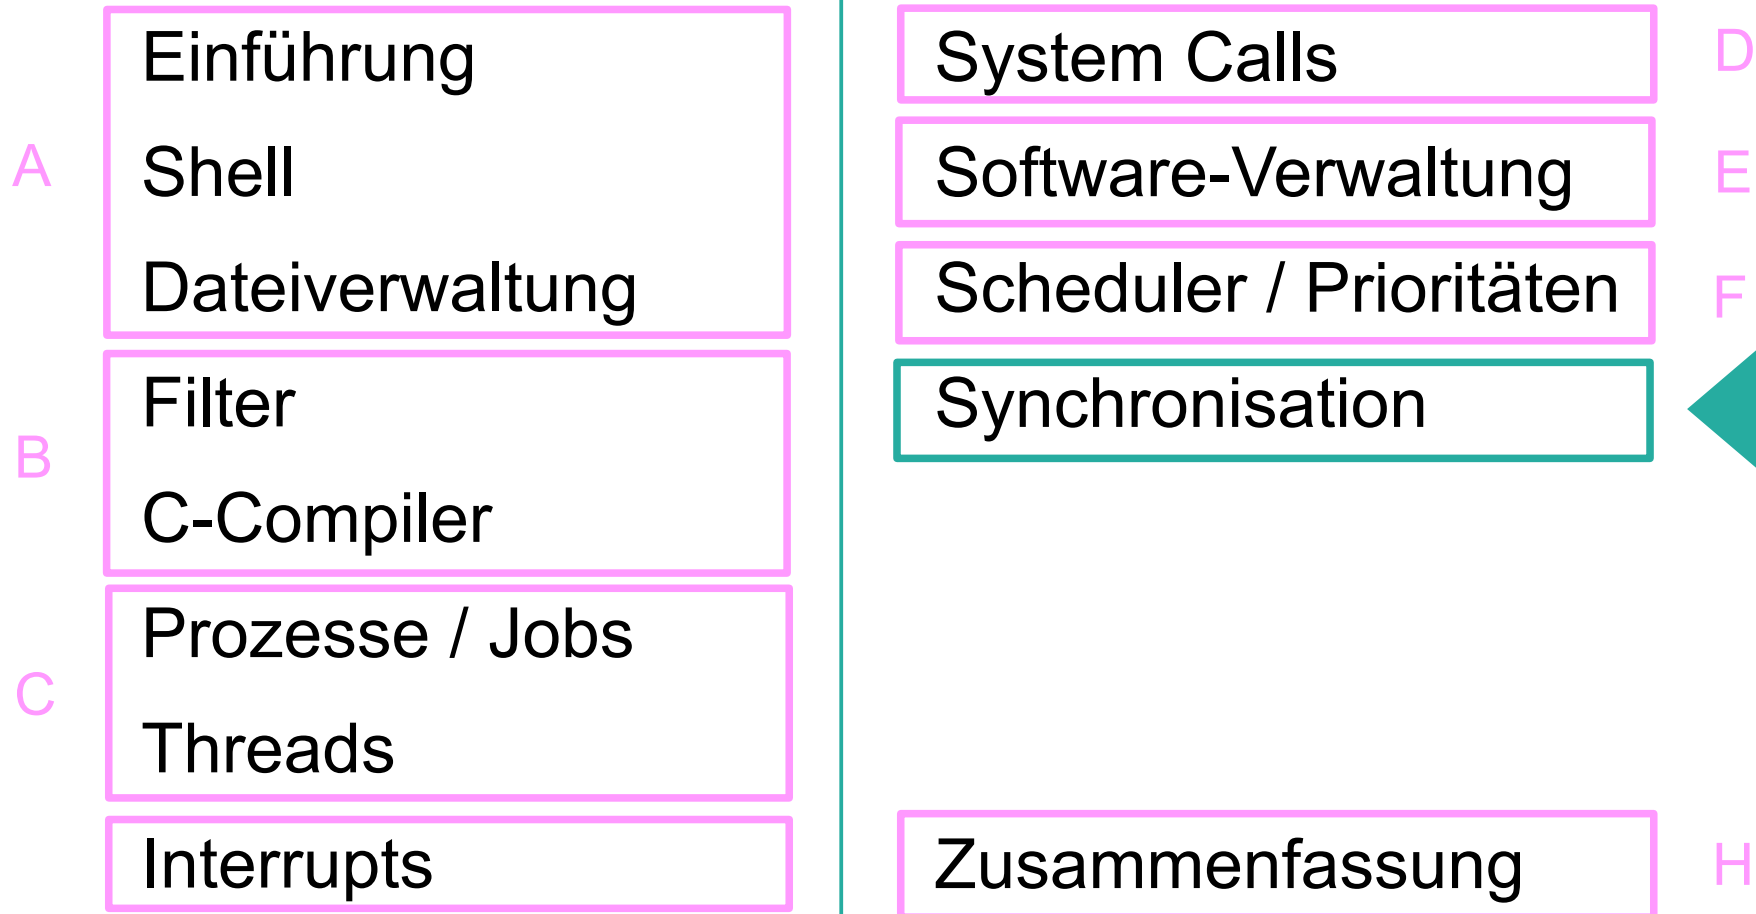 A
Einführung
Shell
Dateiverwaltung
B
Filter
C-Compiler
C
Prozesse / Jobs
Threads
Interrupts
System Calls
D
Software-Verwaltung
E
Scheduler / Prioritäten
F
Synchronisation
Zusammenfassung
H